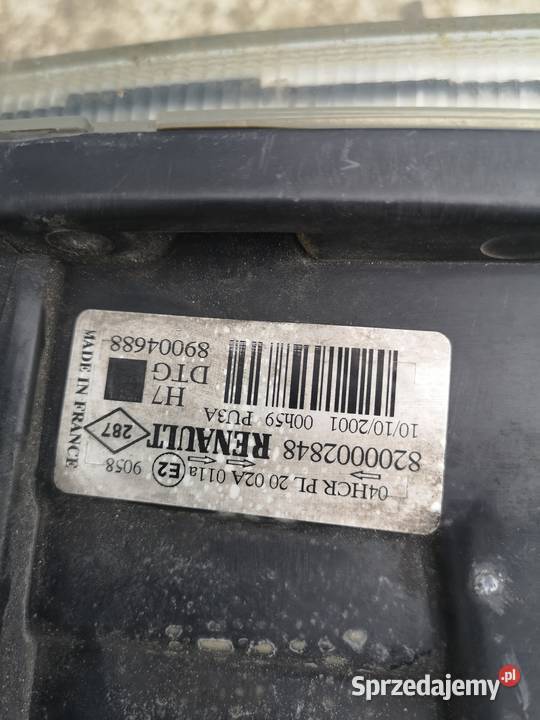 04HCR PL 20 02A 011a E2 9058
8200002848 RENAULT 287
10/10/2001 00h59 PU3A
H7
DTG
89004688
MADE IN FRANCE
Sprzedajemy.pl